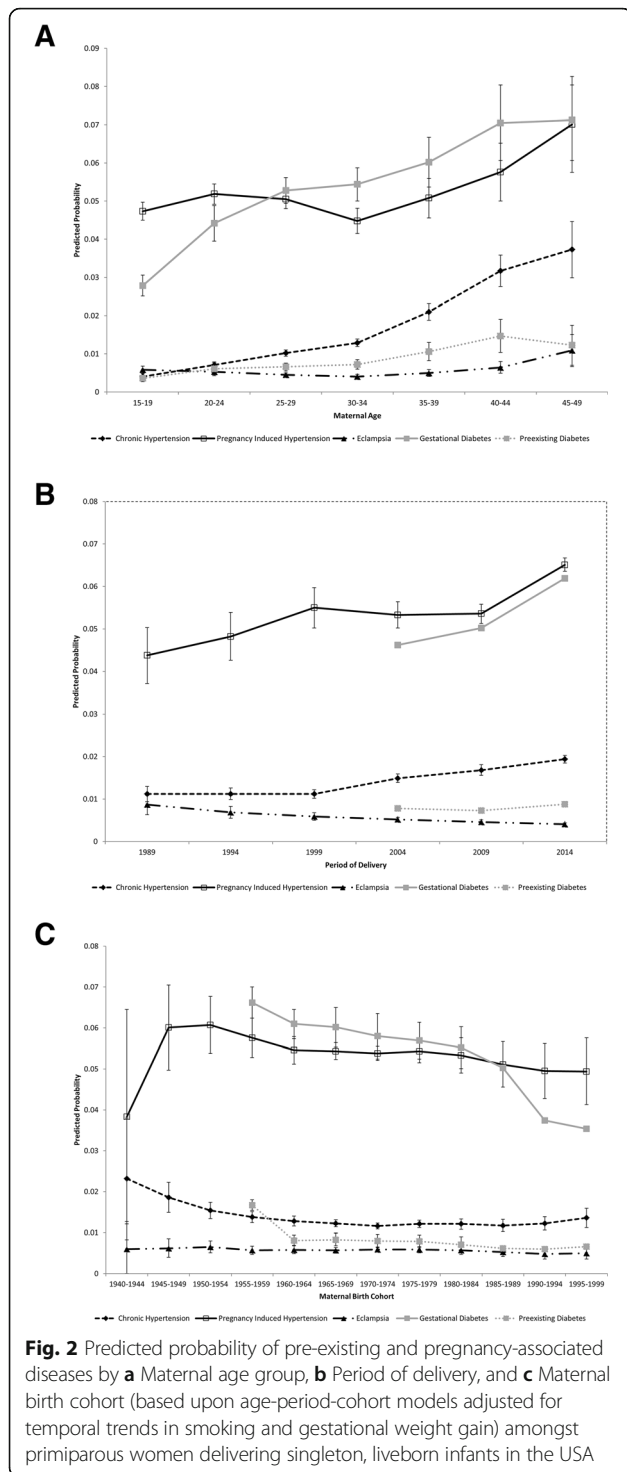 A
0.09
0.08
0.07
0.06
0.05
0.04
0.03
0.02
0.01
0
Predicted Probability
15-19 20-24 25-29 30-34 35-39 40-44 45-49
Maternal Age
Chronic Hypertension Pregnancy Induced Hypertension Eclampsia Gestational Diabetes Preexisting Diabetes
B
0.08
0.07
0.06
0.05
0.04
0.03
0.02
0.01
0
Predicted Probability
1989 1994 1999 2004 2009 2014
Period of Delivery
Chronic Hypertension Pregnancy Induced Hypertension Eclampsia Gestational Diabetes Preexisting Diabetes
C
0.08
0.07
0.06
0.05
0.04
0.03
0.02
0.01
0
Predicted Probability
1940-1944 1945-1949 1950-1954 1955-1959 1960-1964 1965-1969 1970-1974 1975-1979 1980-1984 1985-1989 1990-1994 1995-1999
Maternal Birth Cohort
Chronic Hypertension Pregnancy Induced Hypertension Eclampsia Gestational Diabetes Preexisting Diabetes
Fig. 2 Predicted probability of pre-existing and pregnancy-associated
diseases by a Maternal age group, b Period of delivery, and c Maternal
birth cohort (based upon age-period-cohort models adjusted for
temporal trends in smoking and gestational weight gain) amongst
primiparous women delivering singleton, liveborn infants in the USA